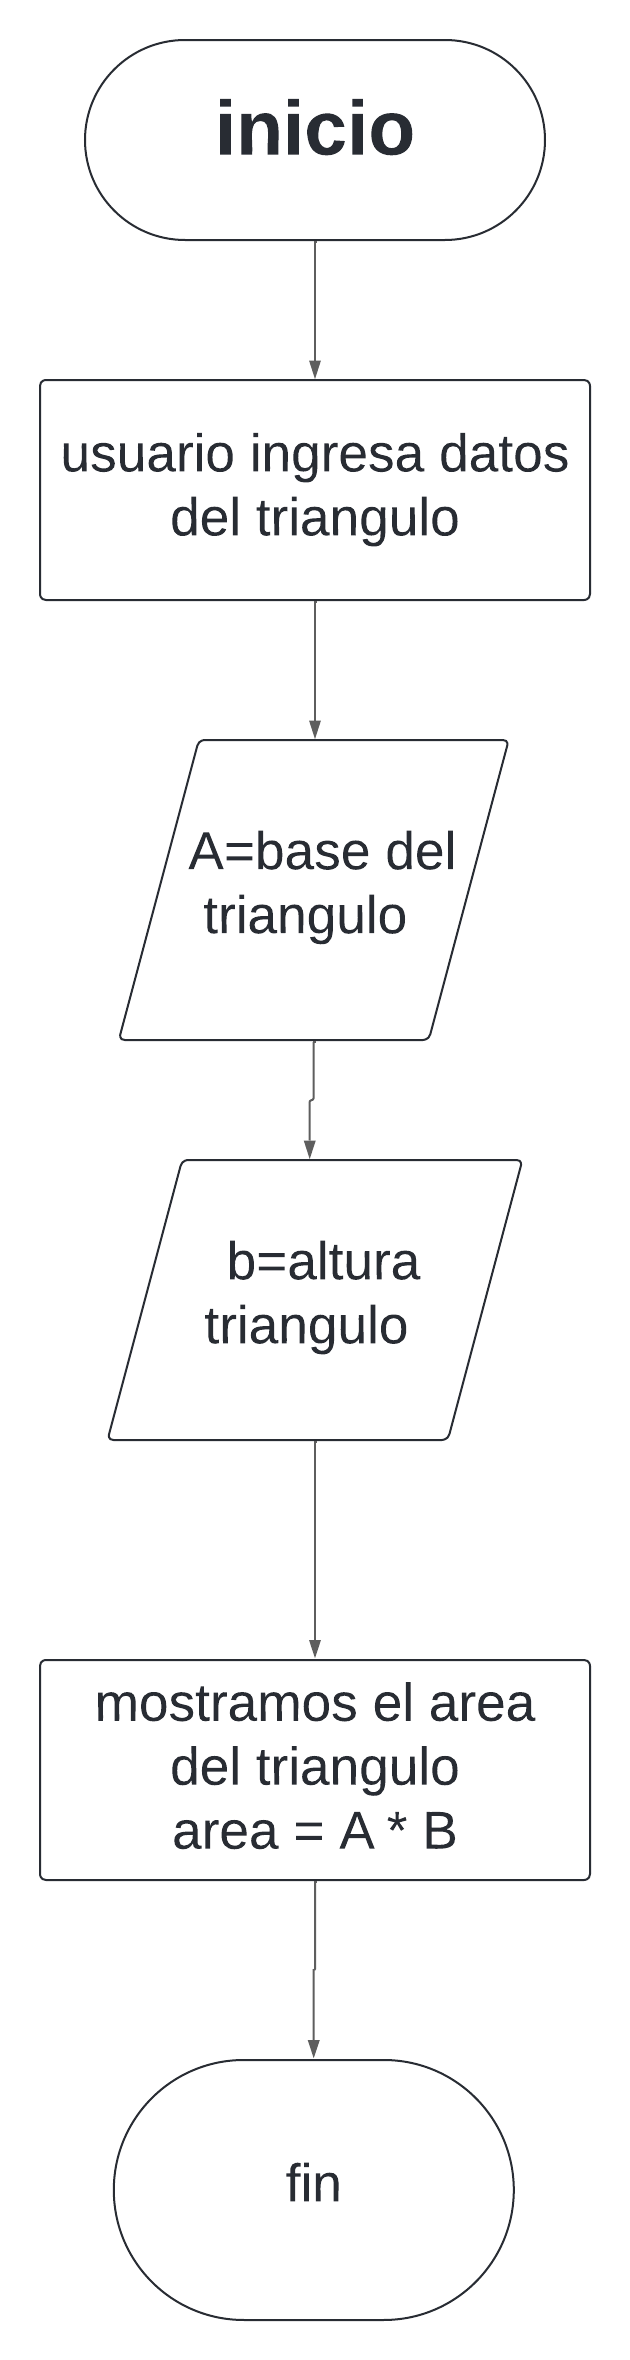 inicio
usuario ingresa datos
del triangulo
A=base del
triangulo
b=altura
triangulo
mostramos el area
del triangulo
area = A * B
fin